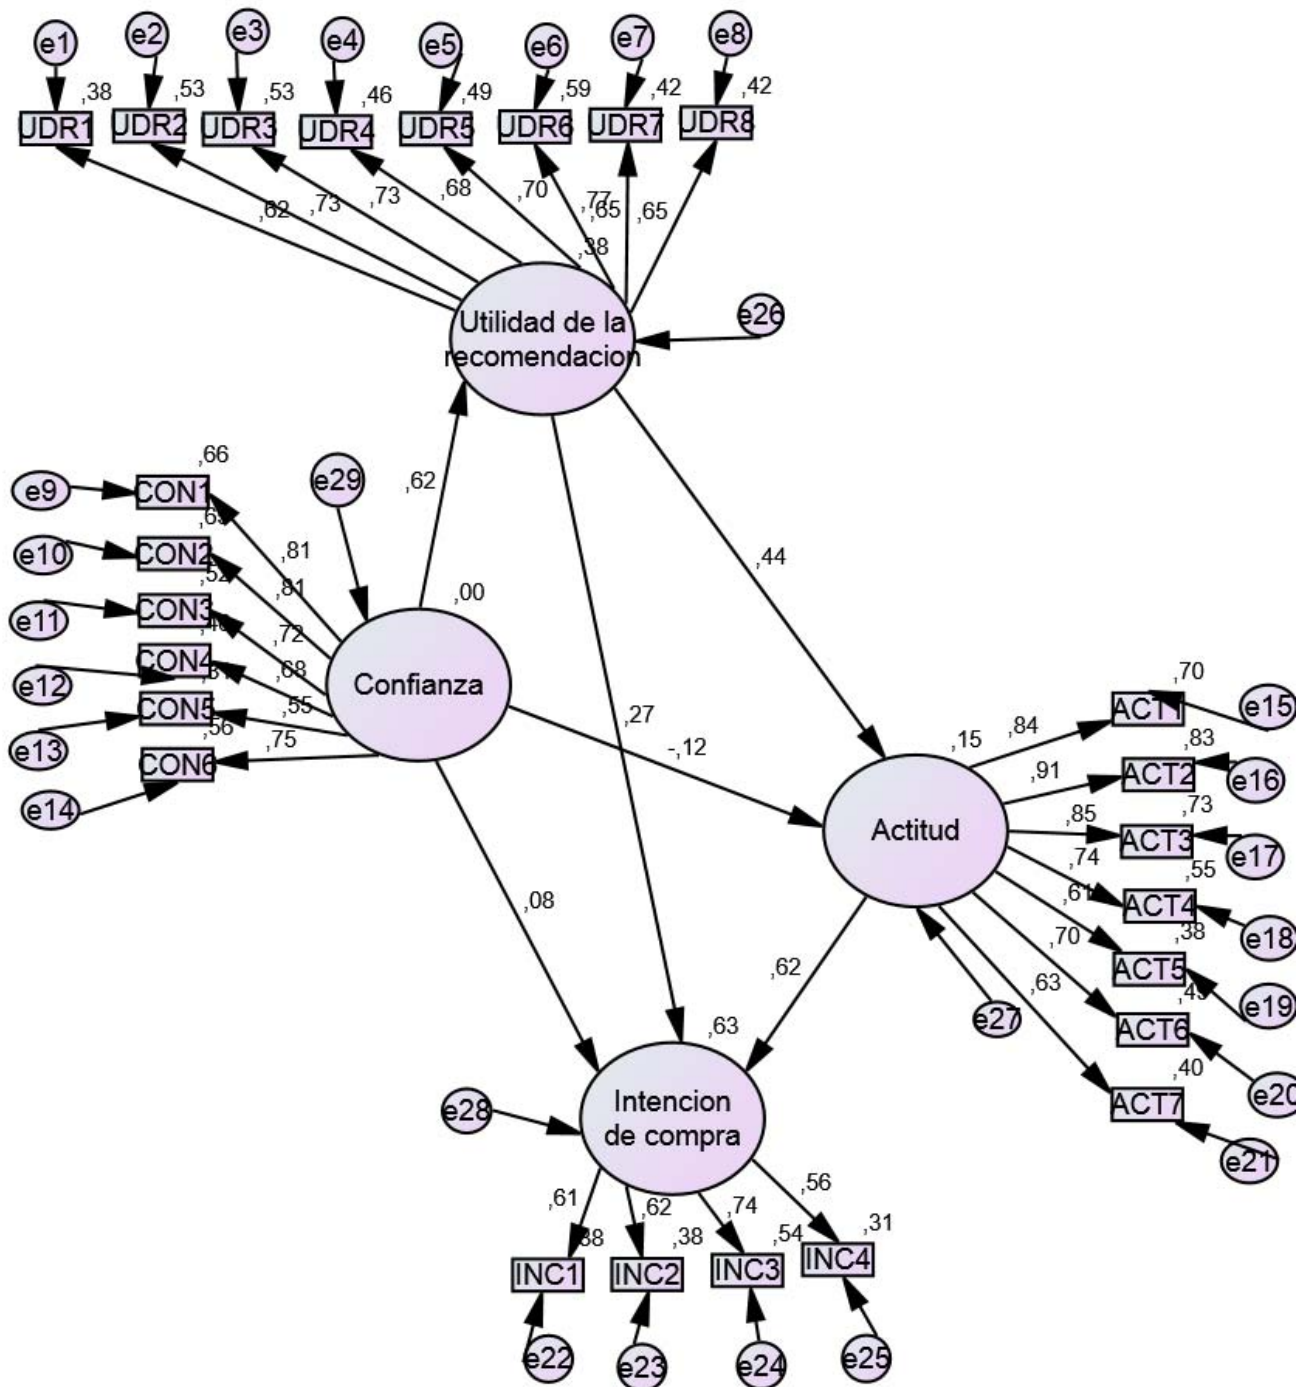 e1 e2 e3 e4 e5 e6 e7 e8
,38 ,53 ,53 ,46 ,49 ,59 ,42 ,42
UDR1 UDR2 UDR3 UDR4 UDR5 UDR6 UDR7 UDR8
,62 ,73 ,73 ,68 ,70 ,77 ,65 ,65
,38
Utilidad de la
recomendacion
e26
,66
e9 CON1 e29 ,62
,81
e10 CON2
,52 ,81
e11 CON3 ,00
,72
CON4 ,68
e12
CON5 ,55
,56 ,75
e13 CON6
e14
Confianza
,44
,27
-,12
,08
,15
Actitud
,84 ACT1 ,70 e15
,91 ACT2 ,83 e16
,85 ACT3 ,73 e17
,74 ACT4 ,55 e18
,61 ACT5 ,38 e19
,70 ACT6 e20
,63 ACT7 ,40 e21
e27
,62
,63
e28
Intencion
de compra
,61 ,62 ,74 ,56
,38 ,54 ,31
INC1 INC2 INC3 INC4
e22 e23 e24 e25